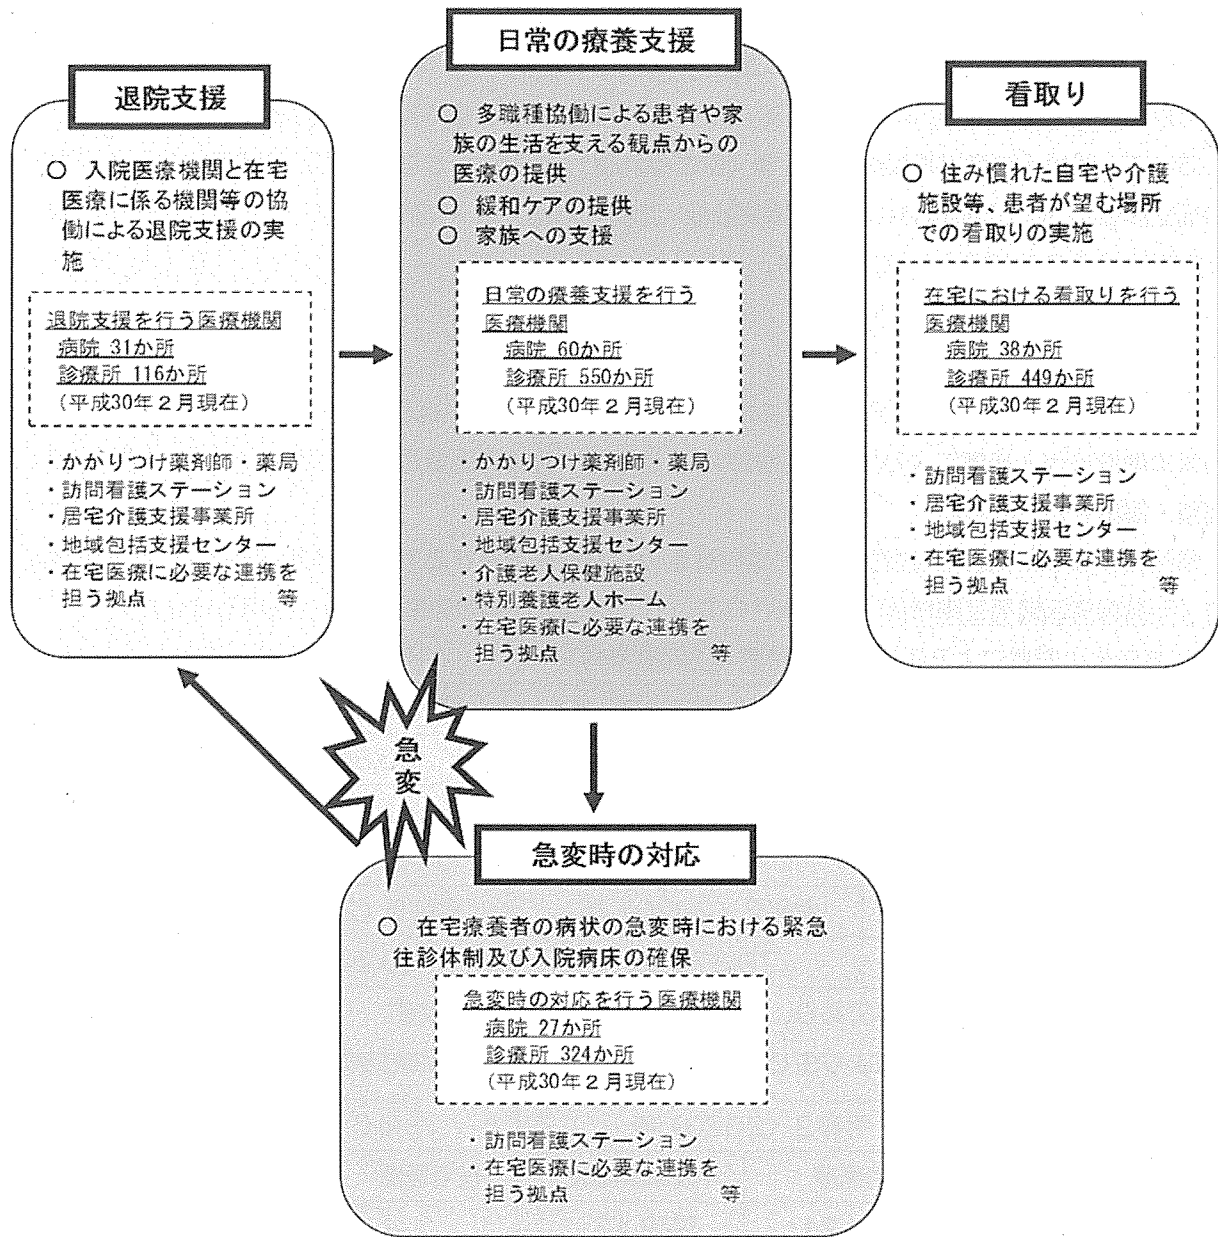 退院支援
○ 入院医療機関と在宅
医療に係る機関等の協
働による退院支援の実
施
退院支援を行う医療機関
病院 31か所
診療所 116か所
(平成30年2月現在)
・かかりつけ薬剤師・薬局
・訪問看護ステーション
・居宅介護支援事業所
・地域包括支援センター
・在宅医療に必要な連携を
担う拠点 等
日常の療養支援
○ 多職種協働による患者や家
族の生活を支える観点からの
医療の提供
○ 緩和ケアの提供
○ 家族への支援
日常の療養支援を行う
医療機関
病院 60か所
診療所 550か所
(平成30年2月現在)
・かかりつけ薬剤師・薬局
・訪問看護ステーション
・居宅介護支援事業所
・地域包括支援センター
・介護老人保健施設
・特別養護老人ホーム
・在宅医療に必要な連携を
担う拠点 等
看取り
○ 住み慣れた自宅や介護
施設等、患者が望む場所
での看取りの実施
在宅における看取りを行う
医療機関
病院 38か所
診療所 449か所
(平成30年2月現在)
・訪問看護ステーション
・居宅介護支援事業所
・地域包括支援センター
・在宅医療に必要な連携を
担う拠点 等
急変
急変時の対応
○ 在宅療養者の病状の急変時における緊急
往診体制及び入院病床の確保
急変時の対応を行う医療機関
病院 27か所
診療所 324か所
(平成30年2月現在)
・訪問看護ステーション
・在宅医療に必要な連携を
担う拠点 等